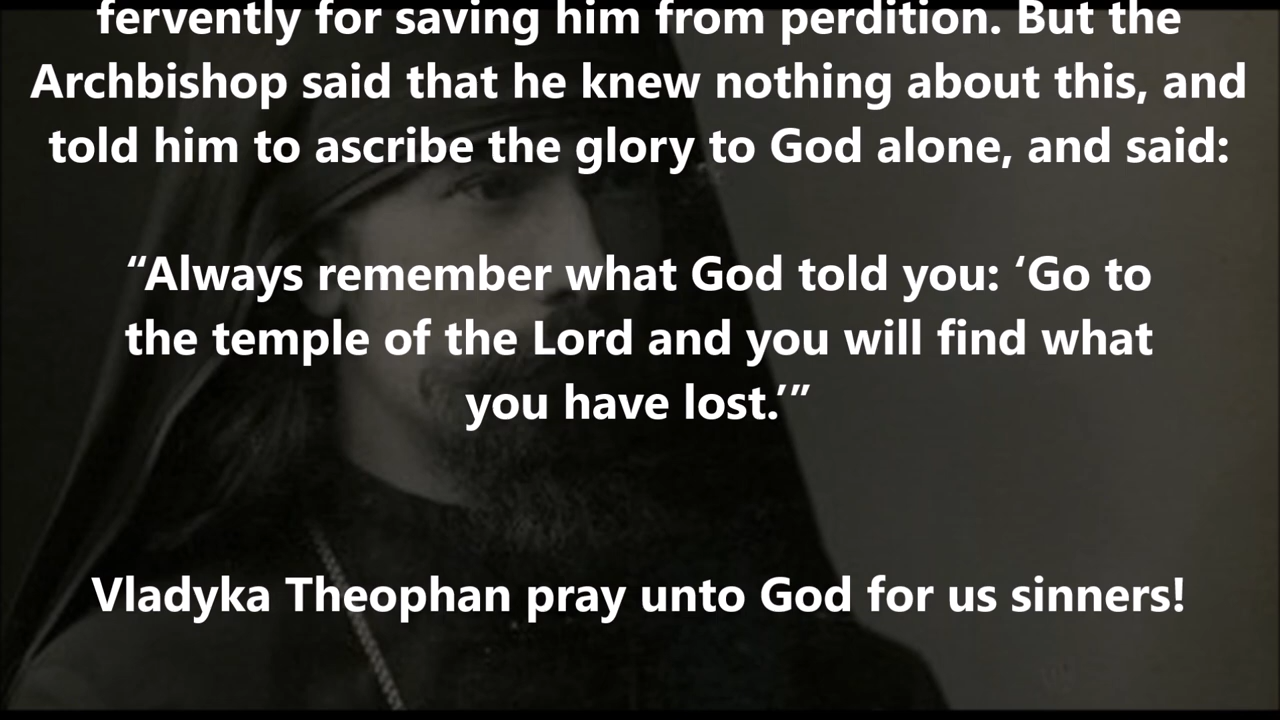 fervently for saving him from perdition. But the
Archbishop said that he knew nothing about this, and
told him to ascribe the glory to God alone, and said:
“Always remember what God told you: ‘Go to
the temple of the Lord and you will find what
you have lost.’”
Vladyka Theophan pray unto God for us sinners!